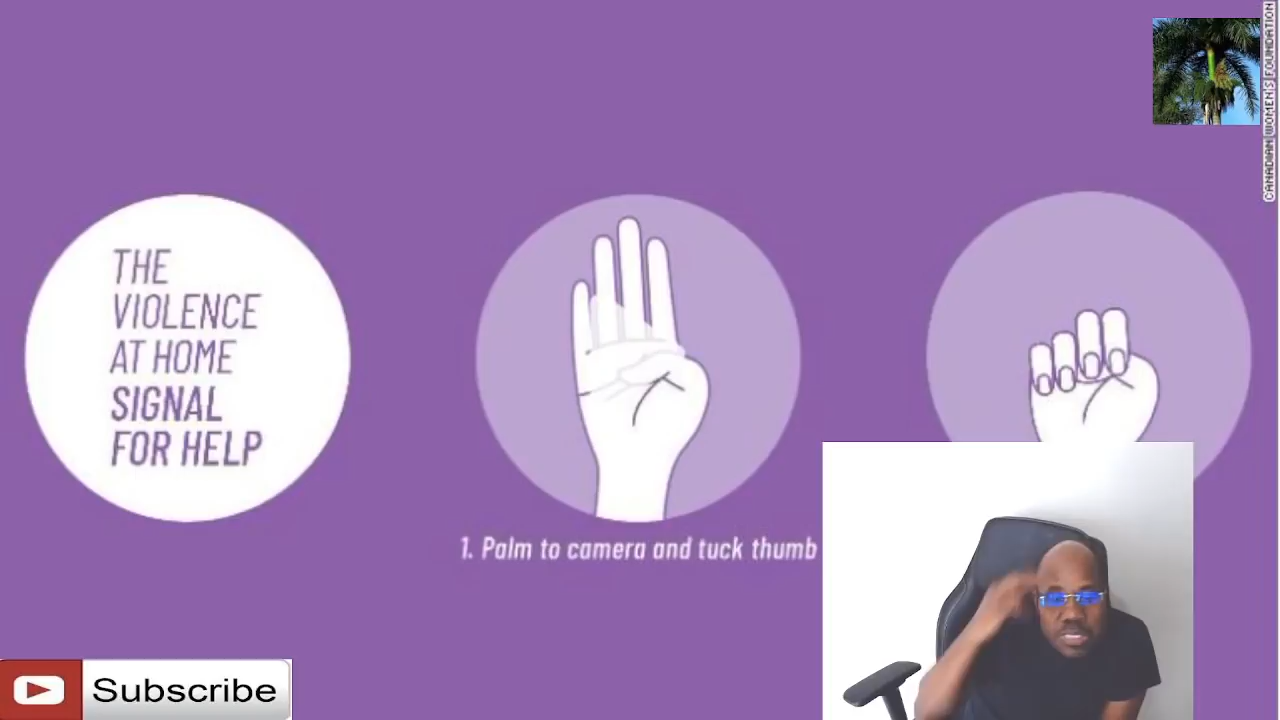 CANADIAN WOMEN'S FOUNDATION
THE
VIOLENCE
AT HOME
SIGNAL
FOR HELP
1. Palm to camera and tuck thumb
Subscribe